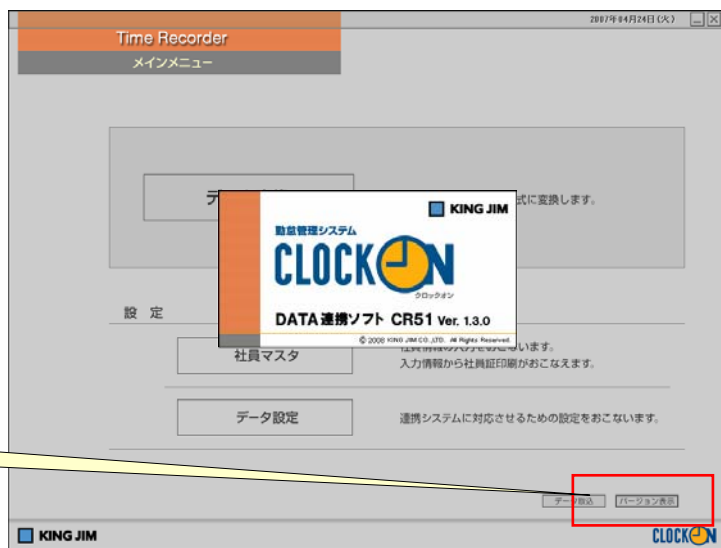 2007年04月24日(火)
Time Recorder
メインメニュー
デ
式に変換します。
KING JIM
勤怠管理システム
CLOCKON
クロックオン
DATA連携ソフト CR51 Ver. 1.3.0
© 2008 KING JIM CO.,LTD. All Rights Reserved.
設 定
社員マスタ
入力情報から社員証印刷がおこなえます。
データ設定
連携システムに対応させるための設定をおこないます。
データ取込
バージョン表示
KING JIM
CLOCKON